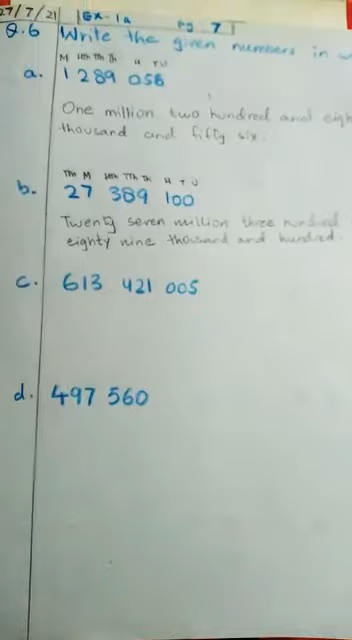 27/7/21 Ex-1a pg 7
Q.6 Write the given numbers in
M HTh TTh Th H T U
a. 1 289 056
One million two hundred and
thousand and fifty six.
TM M HTh TTh Th H T U
b. 27 389 100
Twenty seven million three hundred
eighty nine thousand and hundred.
c. 613 421 005
d. 497 560